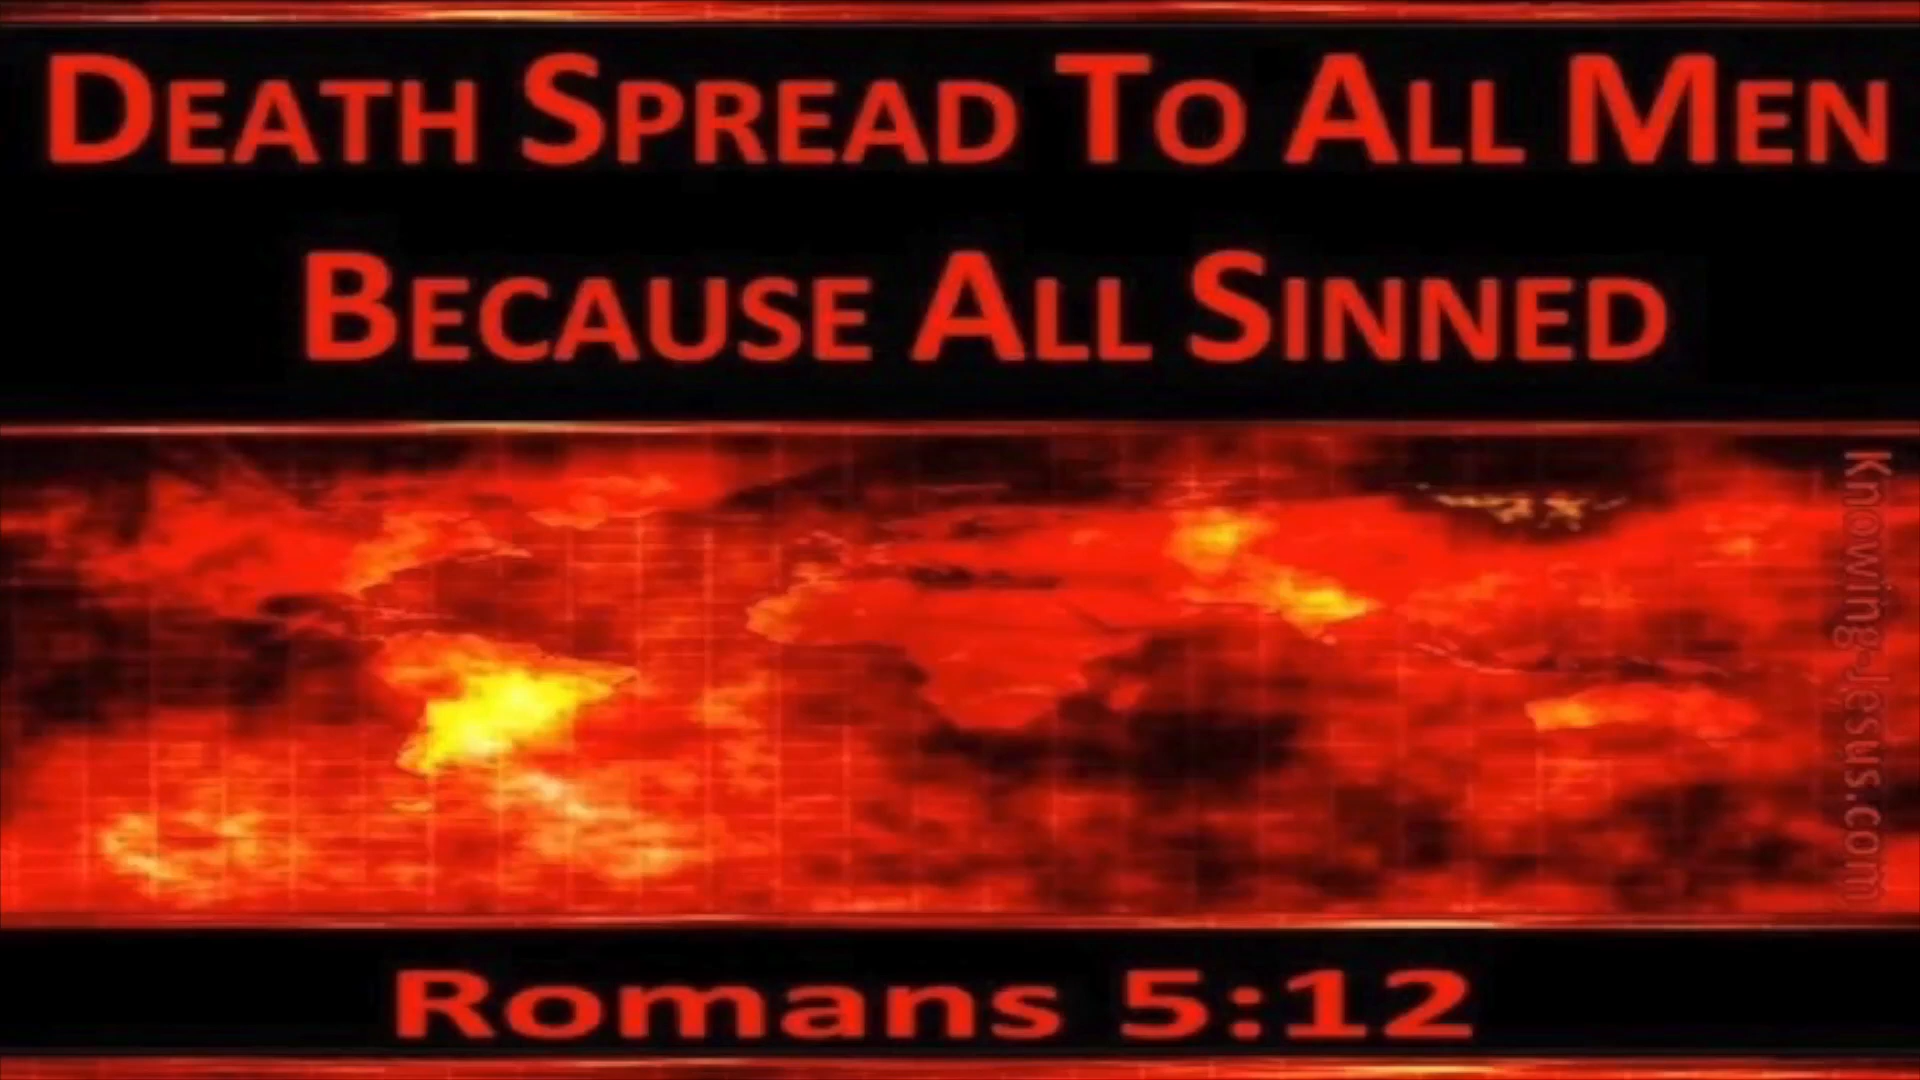 Death Spread To All Men
Because All Sinned
Knowing-Jesus.com
Romans 5:12